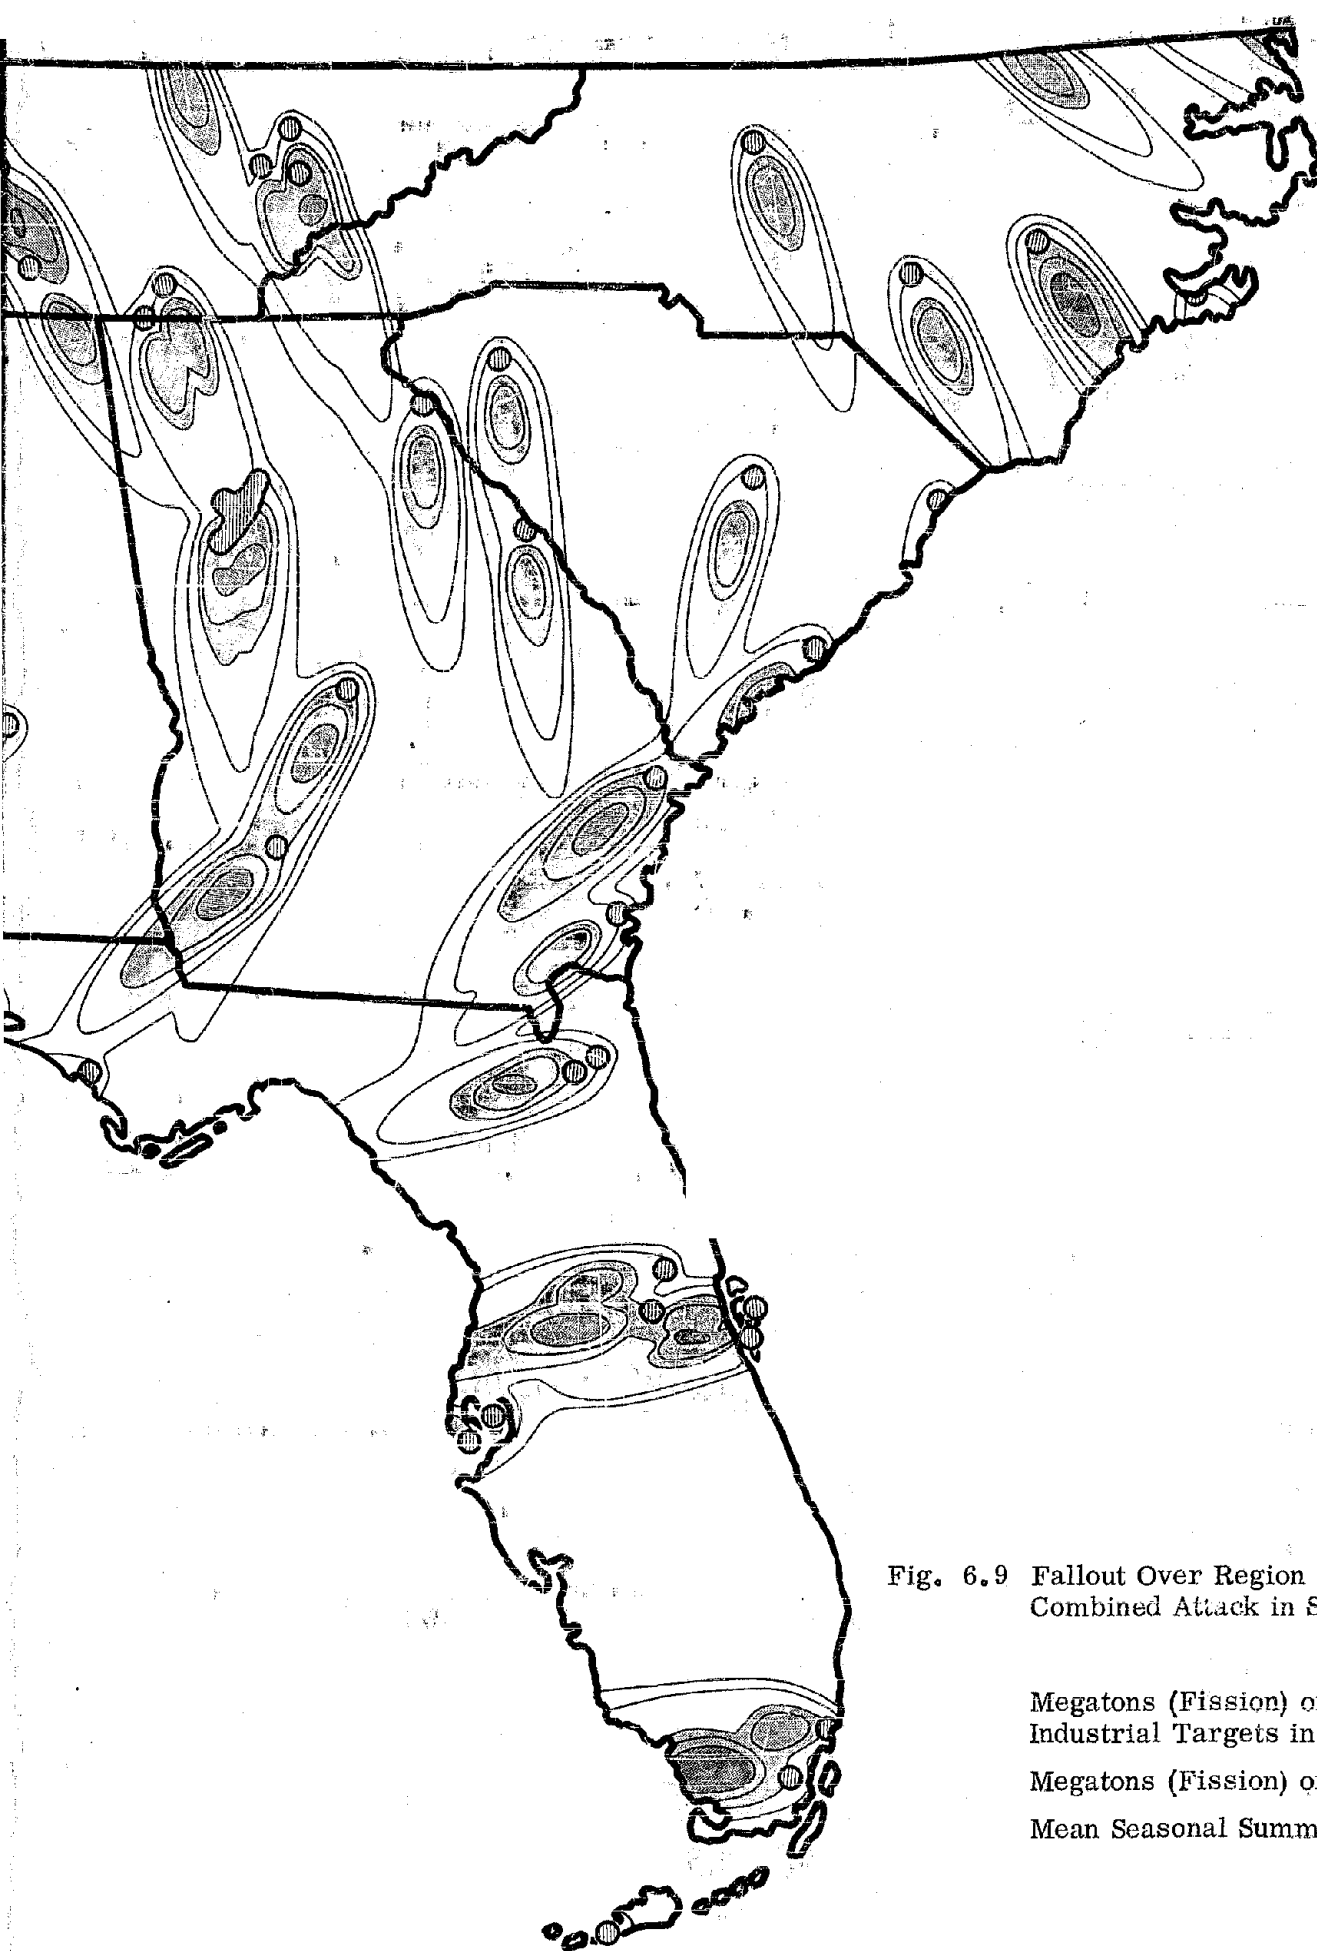 Fig. 6.9 Fallout Over Region
Combined Attack in S
Megatons (Fission) o
Industrial Targets in
Megatons (Fission) o
Mean Seasonal Summ